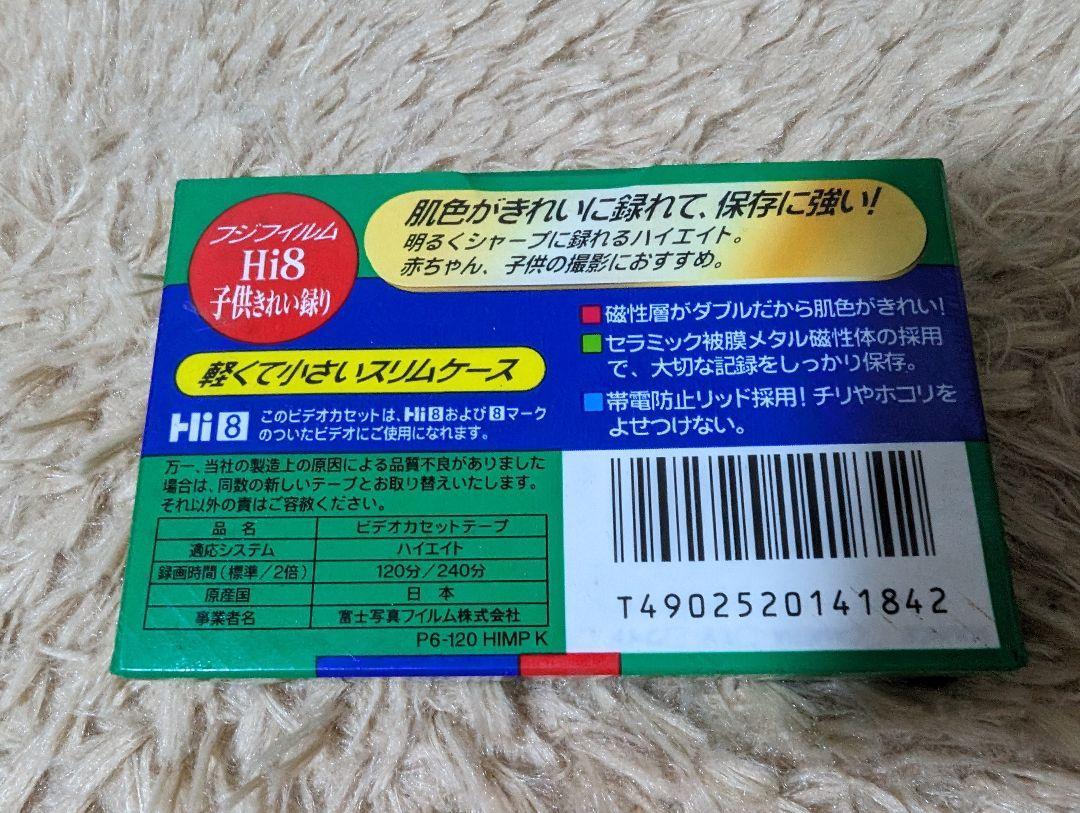 フジフイルム
Hi8
子供きれい録り
肌色がきれいに録れて、保存に強い!
明るくシャープに録れるハイエイト。
赤ちゃん、子供の撮影におすすめ。
軽くて小さいスリムケース
Hi8 このビデオカセットは、Hi8および8マーク
のついたビデオにご使用になれます。
磁性層がダブルだから肌色がきれい!
セラミック被膜メタル磁性体の採用
で、大切な記録をしっかり保存。
帯電防止リッド採用!チリやホコリを
よせつけない。
万一、当社の製造上の原因による品質不良がありました
場合は、同数の新しいテープとお取り替えいたします。
それ以外の責はご容赦ください。
品名 ビデオカセットテープ
適応システム ハイエイト
録画時間(標準/2倍) 120分/240分
原産国 日本
事業者名 富士写真フイルム株式会社
P6-120 HIMP K
T4902520141842